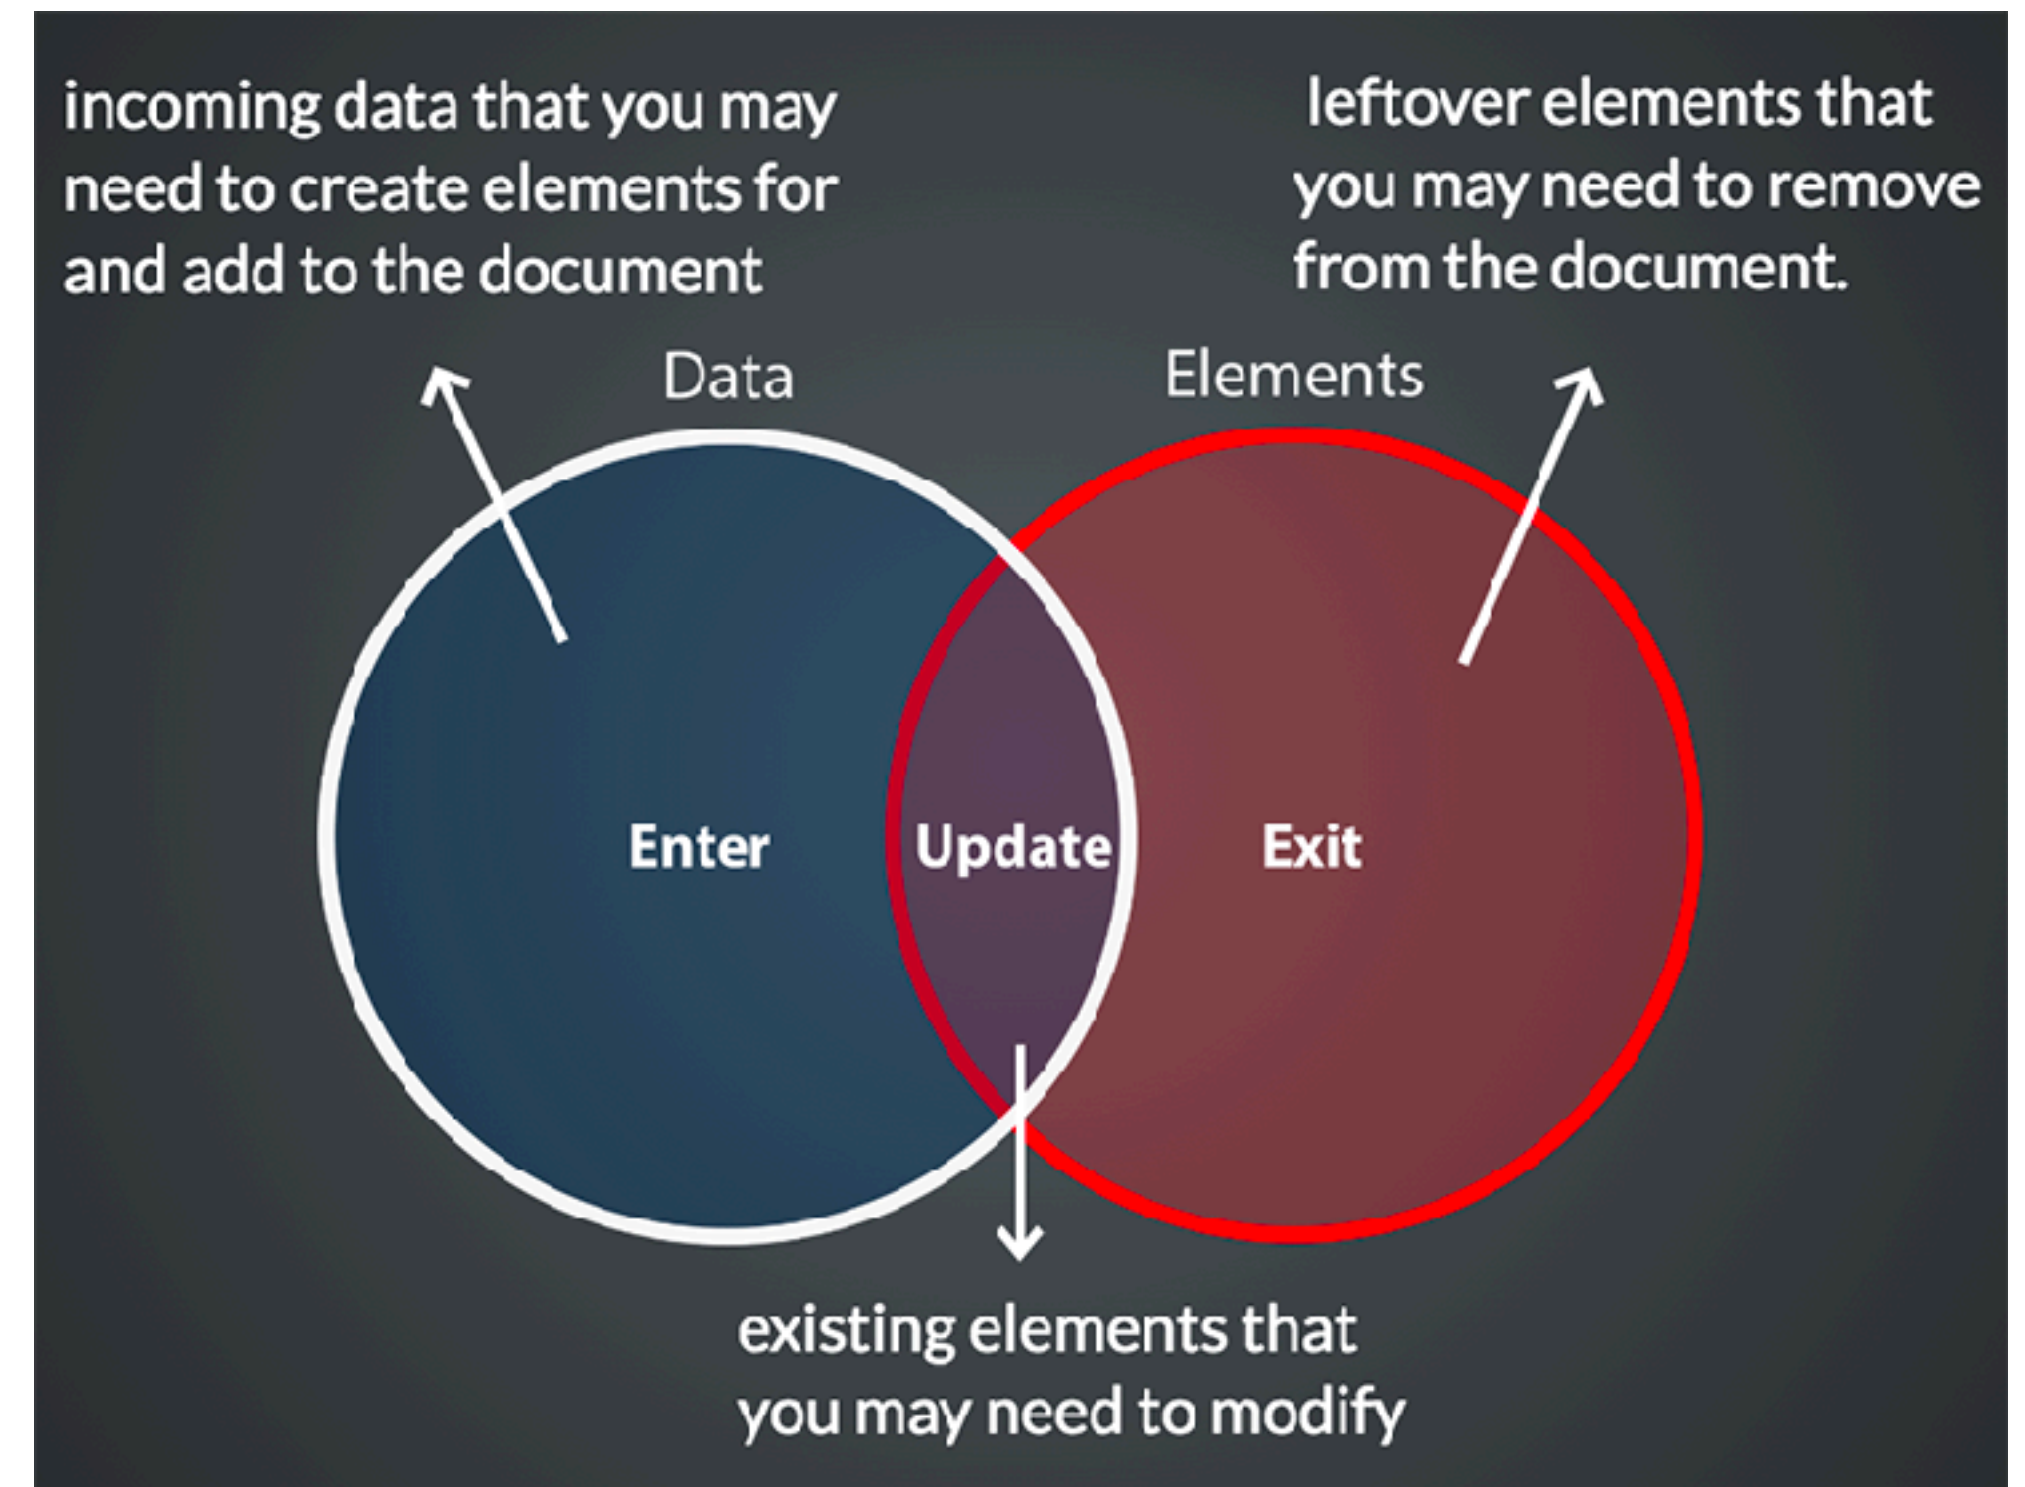 incoming data that you may
need to create elements for
and add to the document
leftover elements that
you may need to remove
from the document.
Data
Elements
Enter
Update
Exit
existing elements that
you may need to modify